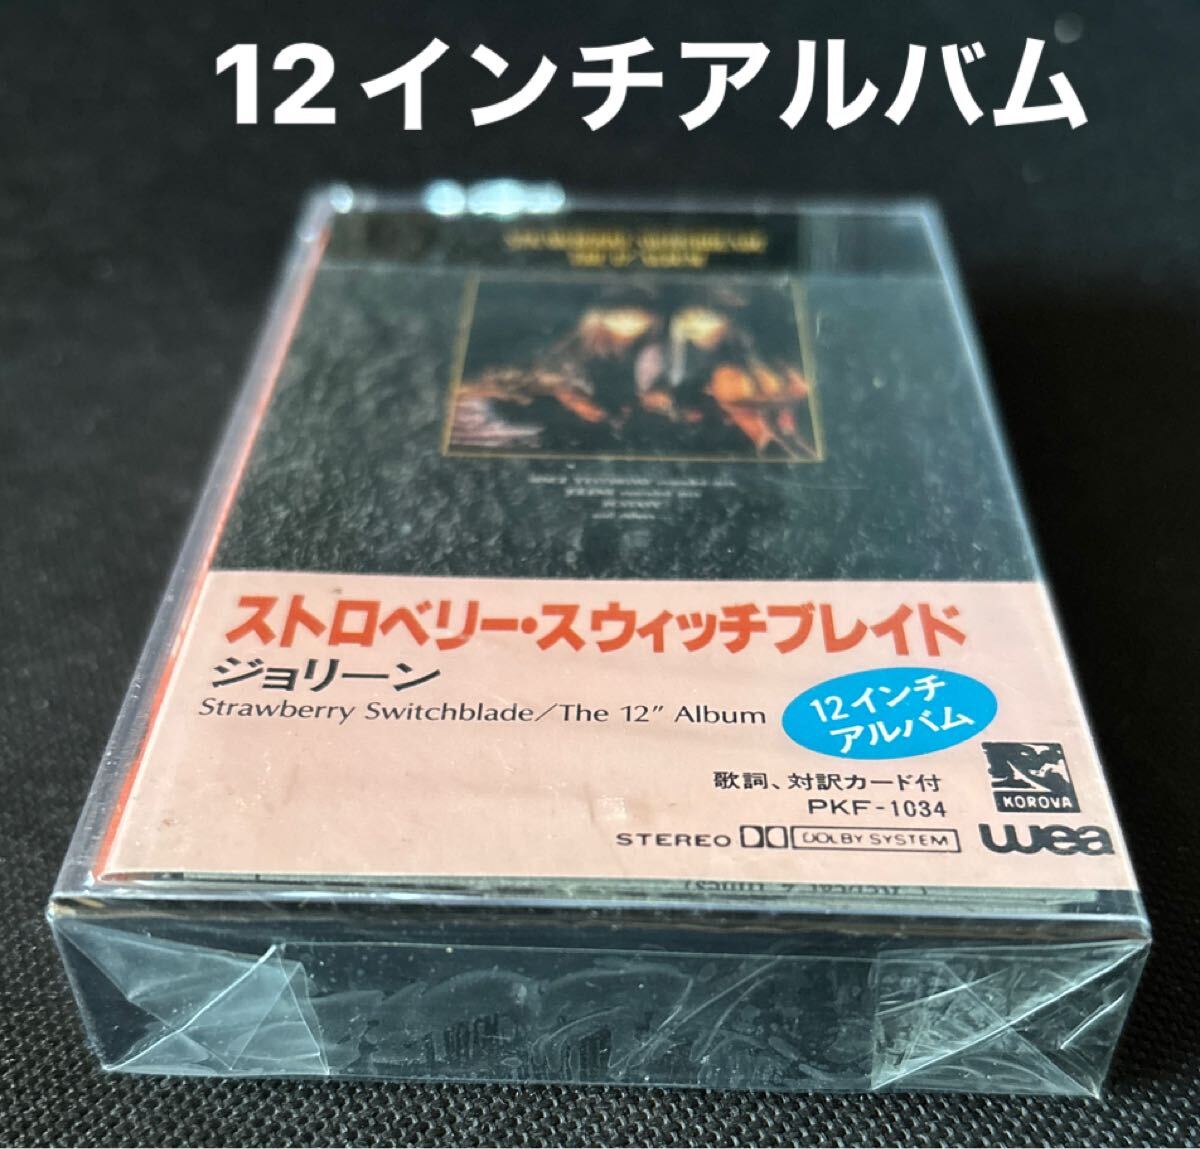 12インチアルバム
ストロベリー・スウィッチブレイド
ジョリーン
Strawberry Switchblade/The 12" Album
12インチ
アルバム
歌詞、対訳カード付
PKF-1034
STEREO DOLBY SYSTEM
KOROVA
wea